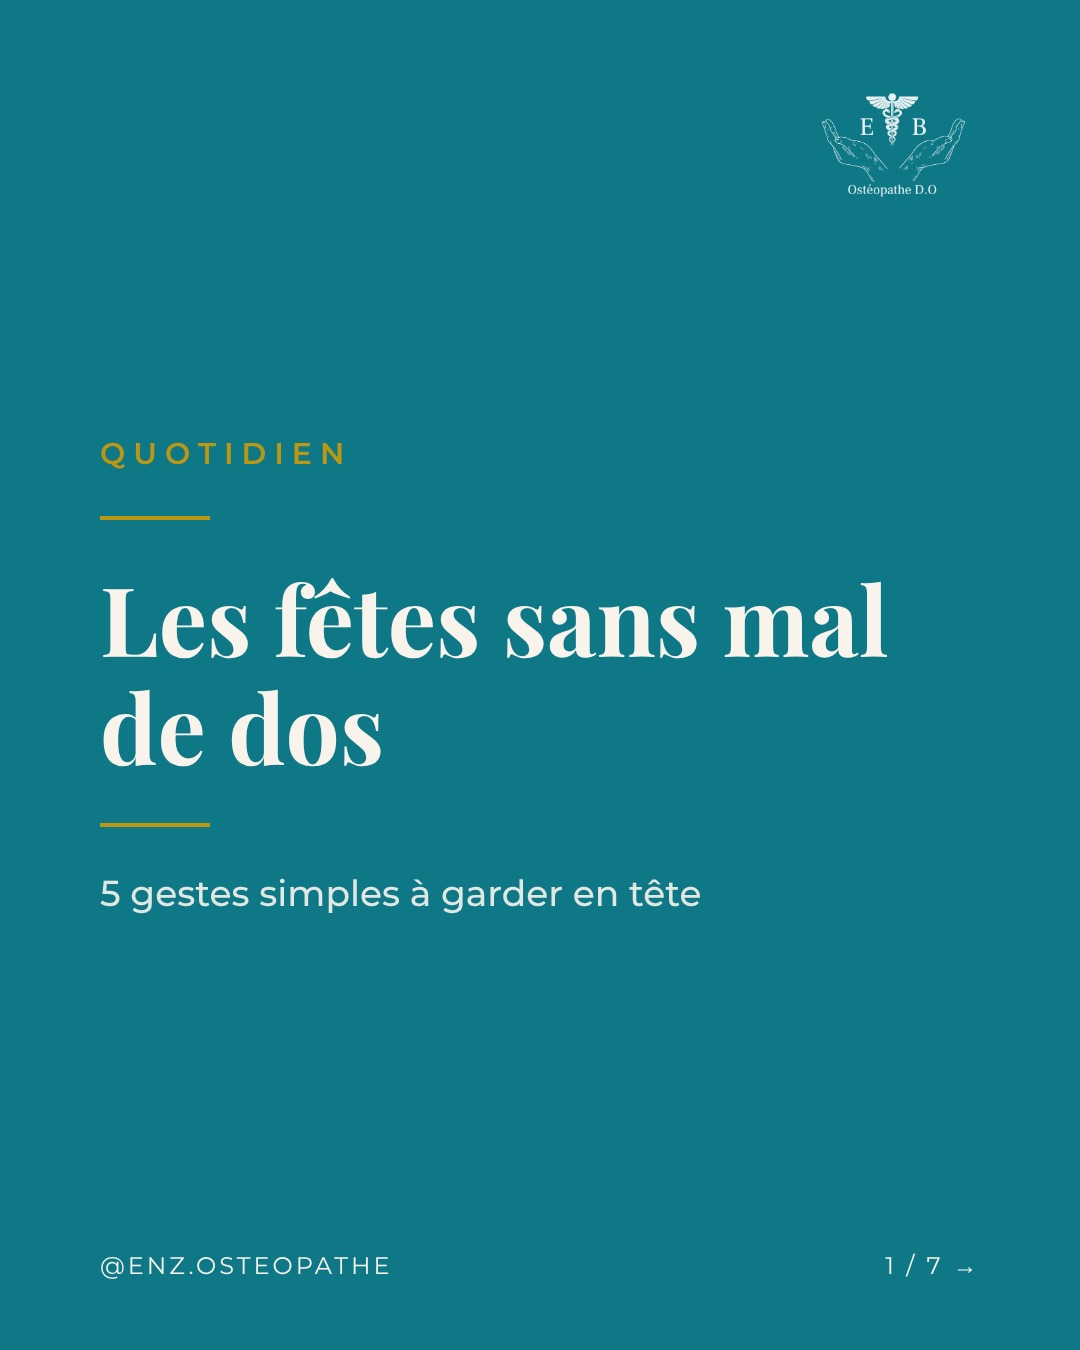 E B
Ostéopathe D.O
QUOTIDIEN
Les fêtes sans mal
de dos
5 gestes simples à garder en tête
@ENZ.OSTEOPATHE
1 / 7 →